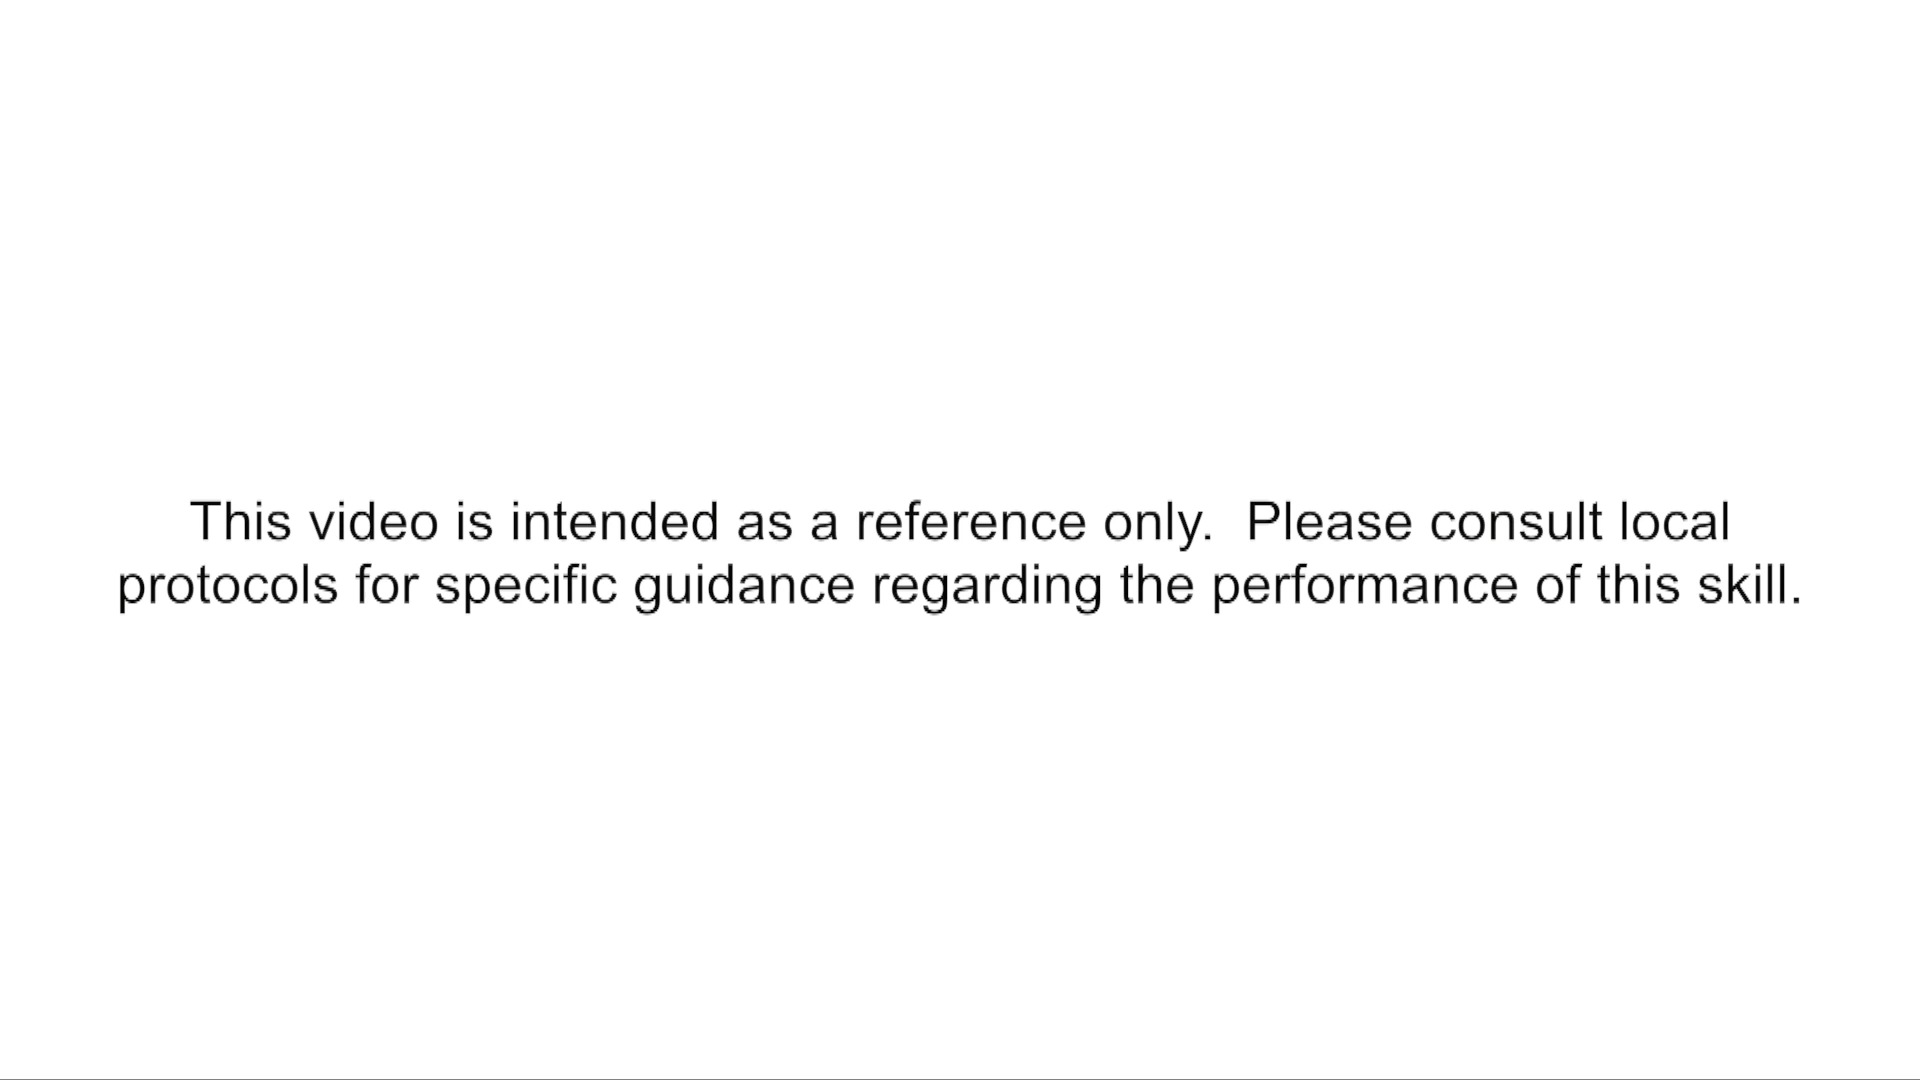 This video is intended as a reference only.  Please consult local
protocols for specific guidance regarding the performance of this skill.